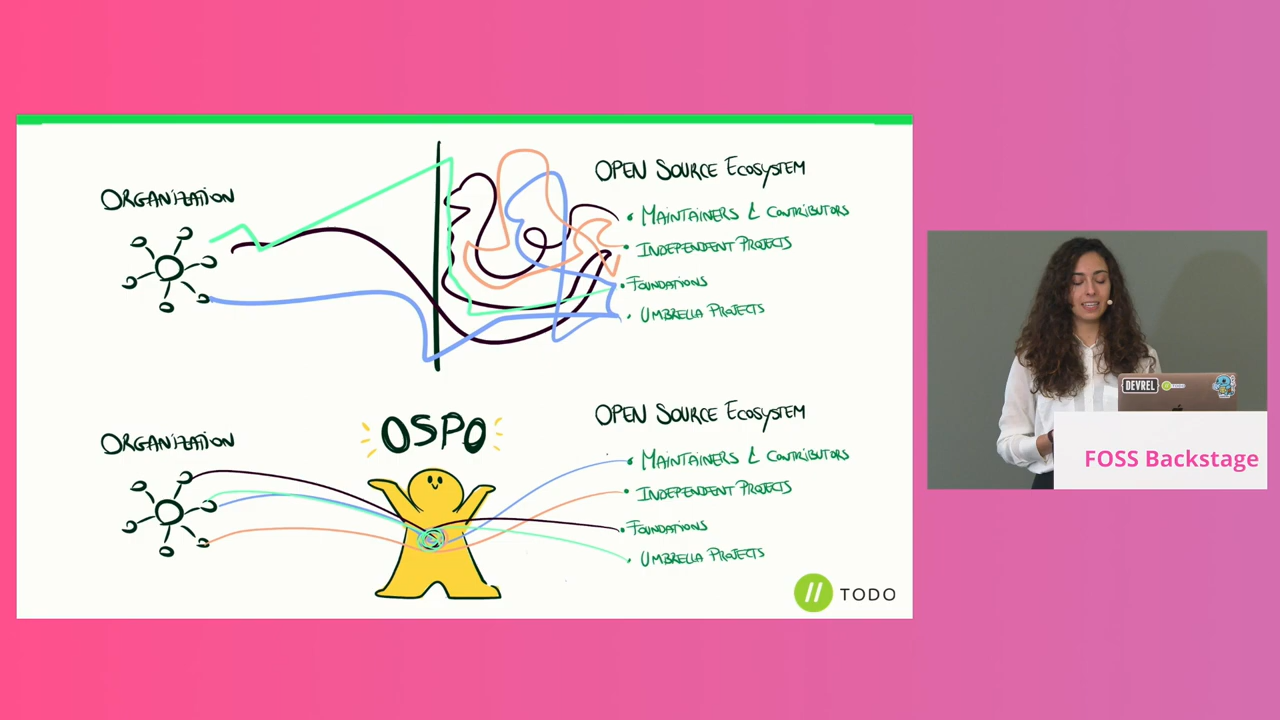 ORGANIZATION
OPEN SOURCE ECOSYSTEM
• MAINTAINERS & CONTRIBUTORS
• INDEPENDENT PROJECTS
• FOUNDATIONS
• UMBRELLA PROJECTS
ORGANIZATION
OSPO
OPEN SOURCE ECOSYSTEM
• MAINTAINERS & CONTRIBUTORS
• INDEPENDENT PROJECTS
• FOUNDATIONS
• UMBRELLA PROJECTS
// TODO
DEVREL
TODO
FOSS Backstage